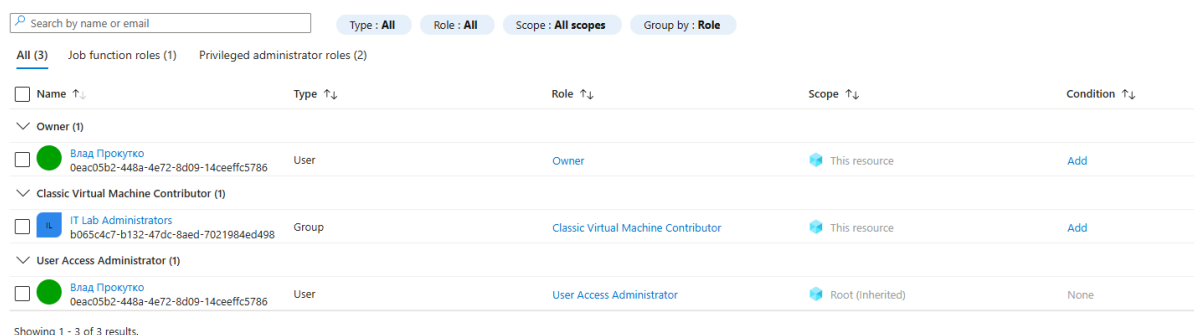 Search by name or email
Type : All Role : All Scope : All scopes Group by : Role
All (3) Job function roles (1) Privileged administrator roles (2)
Name Type Role Scope Condition
Owner (1)
Влад Прокутко
0eac05b2-448a-4e72-8d09-14ceeffc5786 User Owner This resource Add
Classic Virtual Machine Contributor (1)
IL IT Lab Administrators
b065c4c7-b132-47dc-8aed-7021984ed498 Group Classic Virtual Machine Contributor This resource Add
User Access Administrator (1)
Влад Прокутко
0eac05b2-448a-4e72-8d09-14ceeffc5786 User User Access Administrator Root (Inherited) None
Showing 1 - 3 of 3 results.